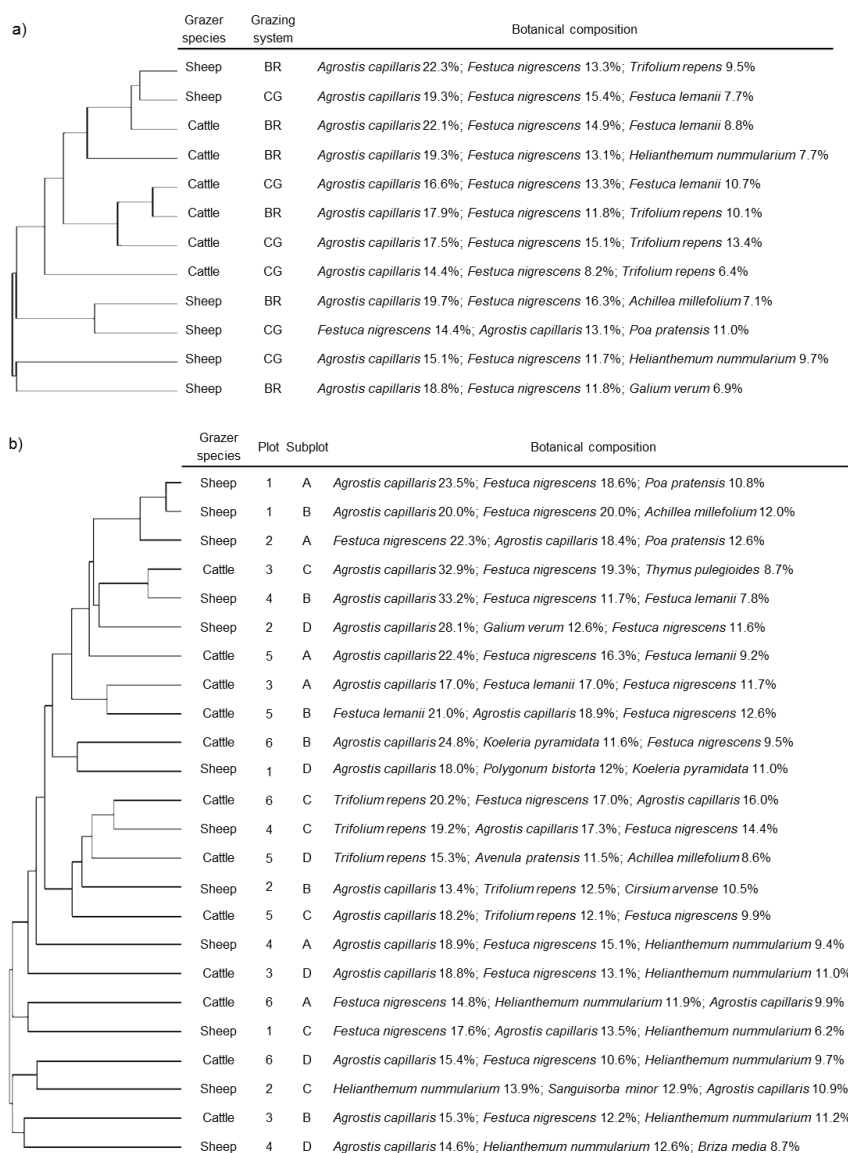 a)
Grazer species Grazing system Botanical composition
Sheep BR Agrostis capillaris 22.3%; Festuca nigrescens 13.3%; Trifolium repens 9.5%
Sheep CG Agrostis capillaris 19.3%; Festuca nigrescens 15.4%; Festuca lemanii 7.7%
Cattle BR Agrostis capillaris 22.1%; Festuca nigrescens 14.9%; Festuca lemanii 8.8%
Cattle BR Agrostis capillaris 19.3%; Festuca nigrescens 13.1%; Helianthemum nummularium 7.7%
Cattle CG Agrostis capillaris 16.6%; Festuca nigrescens 13.3%; Festuca lemanii 10.7%
Cattle BR Agrostis capillaris 17.9%; Festuca nigrescens 11.8%; Trifolium repens 10.1%
Cattle CG Agrostis capillaris 17.5%; Festuca nigrescens 15.1%; Trifolium repens 13.4%
Cattle CG Agrostis capillaris 14.4%; Festuca nigrescens 8.2%; Trifolium repens 6.4%
Sheep BR Agrostis capillaris 19.7%; Festuca nigrescens 16.3%; Achillea millefolium 7.1%
Sheep CG Festuca nigrescens 14.4%; Agrostis capillaris 13.1%; Poa pratensis 11.0%
Sheep CG Agrostis capillaris 15.1%; Festuca nigrescens 11.7%; Helianthemum nummularium 9.7%
Sheep BR Agrostis capillaris 18.8%; Festuca nigrescens 11.8%; Galium verum 6.9%
b)
Grazer species Plot Subplot Botanical composition
Sheep 1 A Agrostis capillaris 23.5%; Festuca nigrescens 18.6%; Poa pratensis 10.8%
Sheep 1 B Agrostis capillaris 20.0%; Festuca nigrescens 20.0%; Achillea millefolium 12.0%
Sheep 2 A Festuca nigrescens 22.3%; Agrostis capillaris 18.4%; Poa pratensis 12.6%
Cattle 3 C Agrostis capillaris 32.9%; Festuca nigrescens 19.3%; Thymus pulegioides 8.7%
Sheep 4 B Agrostis capillaris 33.2%; Festuca nigrescens 11.7%; Festuca lemanii 7.8%
Sheep 2 D Agrostis capillaris 28.1%; Galium verum 12.6%; Festuca nigrescens 11.6%
Cattle 5 A Agrostis capillaris 22.4%; Festuca nigrescens 16.3%; Festuca lemanii 9.2%
Cattle 3 A Agrostis capillaris 17.0%; Festuca lemanii 17.0%; Festuca nigrescens 11.7%
Cattle 5 B Festuca lemanii 21.0%; Agrostis capillaris 18.9%; Festuca nigrescens 12.6%
Cattle 6 B Agrostis capillaris 24.8%; Koeleria pyramidata 11.6%; Festuca nigrescens 9.5%
Sheep 1 D Agrostis capillaris 18.0%; Polygonum bistorta 12%; Koeleria pyramidata 11.0%
Cattle 6 C Trifolium repens 20.2%; Festuca nigrescens 17.0%; Agrostis capillaris 16.0%
Sheep 4 C Trifolium repens 19.2%; Agrostis capillaris 17.3%; Festuca nigrescens 14.4%
Cattle 5 D Trifolium repens 15.3%; Avenula pratensis 11.5%; Achillea millefolium 8.6%
Sheep 2 B Agrostis capillaris 13.4%; Trifolium repens 12.5%; Cirsium arvense 10.5%
Cattle 5 C Agrostis capillaris 18.2%; Trifolium repens 12.1%; Festuca nigrescens 9.9%
Sheep 4 A Agrostis capillaris 18.9%; Festuca nigrescens 15.1%; Helianthemum nummularium 9.4%
Cattle 3 D Agrostis capillaris 18.8%; Festuca nigrescens 13.1%; Helianthemum nummularium 11.0%
Cattle 6 A Festuca nigrescens 14.8%; Helianthemum nummularium 11.9%; Agrostis capillaris 9.9%
Sheep 1 C Festuca nigrescens 17.6%; Agrostis capillaris 13.5%; Helianthemum nummularium 6.2%
Cattle 6 D Agrostis capillaris 15.4%; Festuca nigrescens 10.6%; Helianthemum nummularium 9.7%
Sheep 2 C Helianthemum nummularium 13.9%; Sanguisorba minor 12.9%; Agrostis capillaris 10.9%
Cattle 3 B Agrostis capillaris 15.3%; Festuca nigrescens 12.2%; Helianthemum nummularium 11.2%
Sheep 4 D Agrostis capillaris 14.6%; Helianthemum nummularium 12.6%; Briza media 8.7%